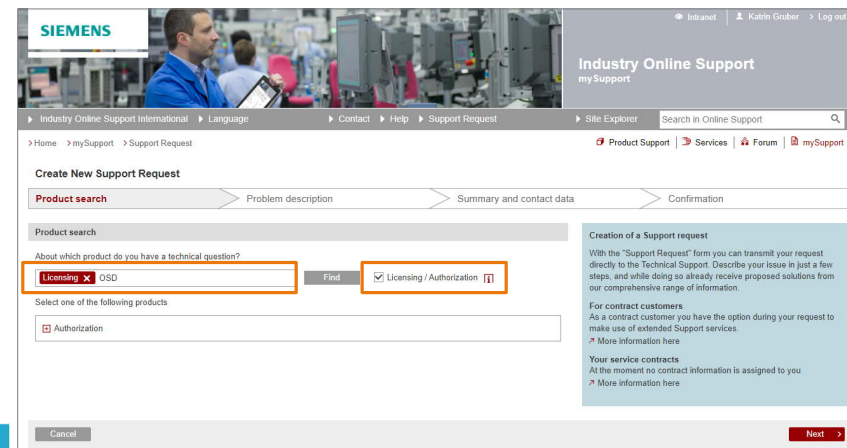 SIEMENS
Intranet | Katrin Gruber > Log out
Industry Online Support
mySupport
Industry Online Support International Language Contact Help Support Request Site Explorer Search in Online Support
> Home > mySupport > Support Request
Product Support | Services | Forum | mySupport
Create New Support Request
Product search Problem description Summary and contact data Confirmation
Product search
About which product do you have a technical question?
Licensing x OSD Find Licensing / Authorization i
Select one of the following products
+ Authorization
Creation of a Support request
With the "Support Request" form you can transmit your request
directly to the Technical Support. Describe your issue in just a few
steps, and while doing so already receive proposed solutions from
our comprehensive range of information.
For contract customers
As a contract customer you have the option during your request to
make use of extended Support services.
More information here
Your service contracts
At the moment no contract information is assigned to you
More information here
Cancel Next >